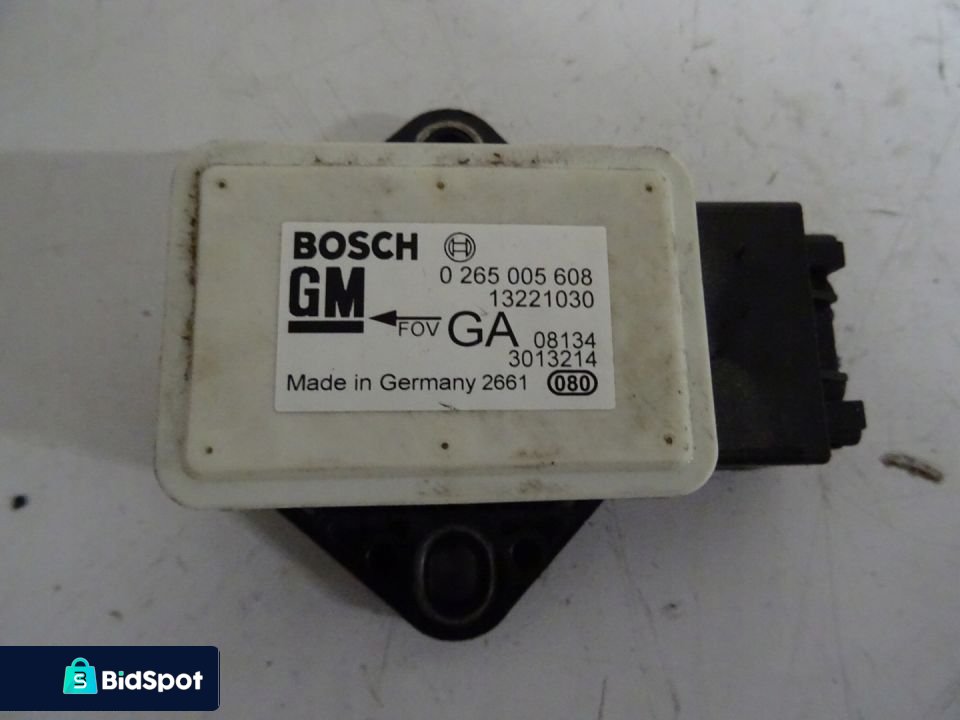 BOSCH
GM
0 265 005 608
13221030
FOV
GA
08134
3013214
Made in Germany 2661
080
S
BidSpot